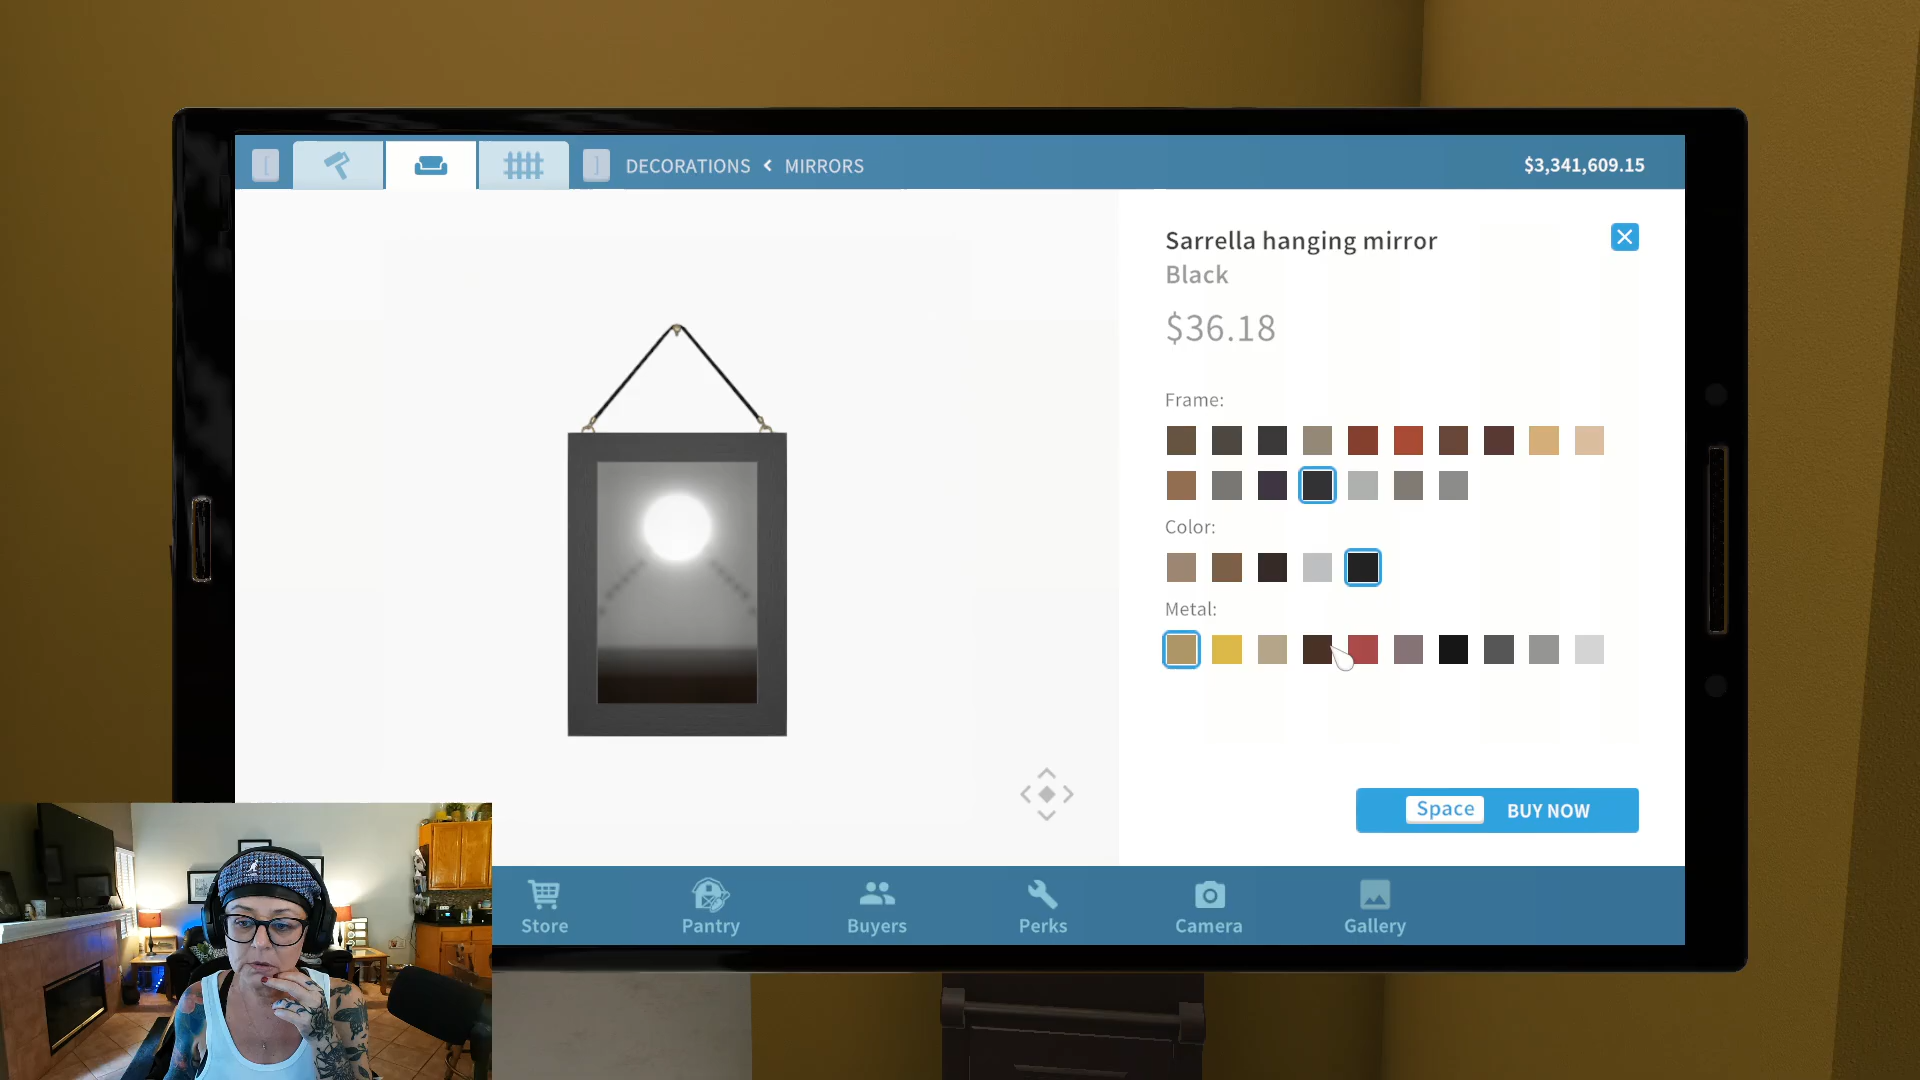 [ ] DECORATIONS < MIRRORS $3,341,609.15
Sarrella hanging mirror
Black
$36.18
Frame:
Color:
Metal:
Space BUY NOW
Store Pantry Buyers Perks Camera Gallery